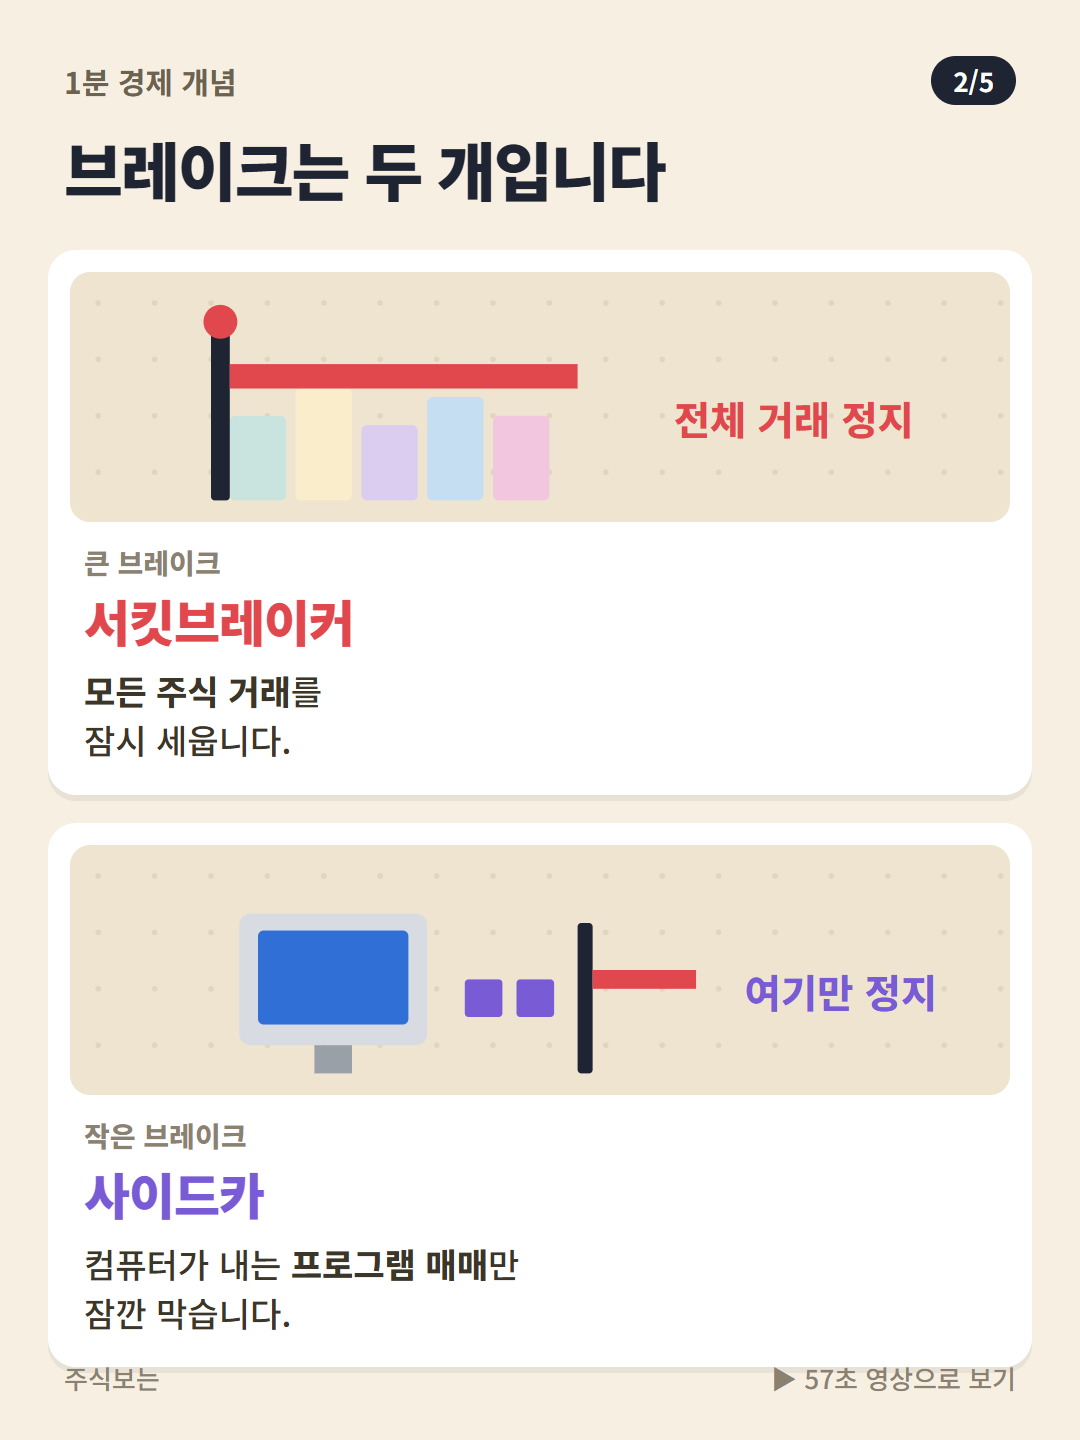 1분 경제 개념
2/5
브레이크는 두 개입니다
전체 거래 정지
큰 브레이크
서킷브레이커
모든 주식 거래를
잠시 세웁니다.
여기만 정지
작은 브레이크
사이드카
컴퓨터가 내는 프로그램 매매만
잠깐 막습니다.
주식보는
▶ 57초 영상으로 보기